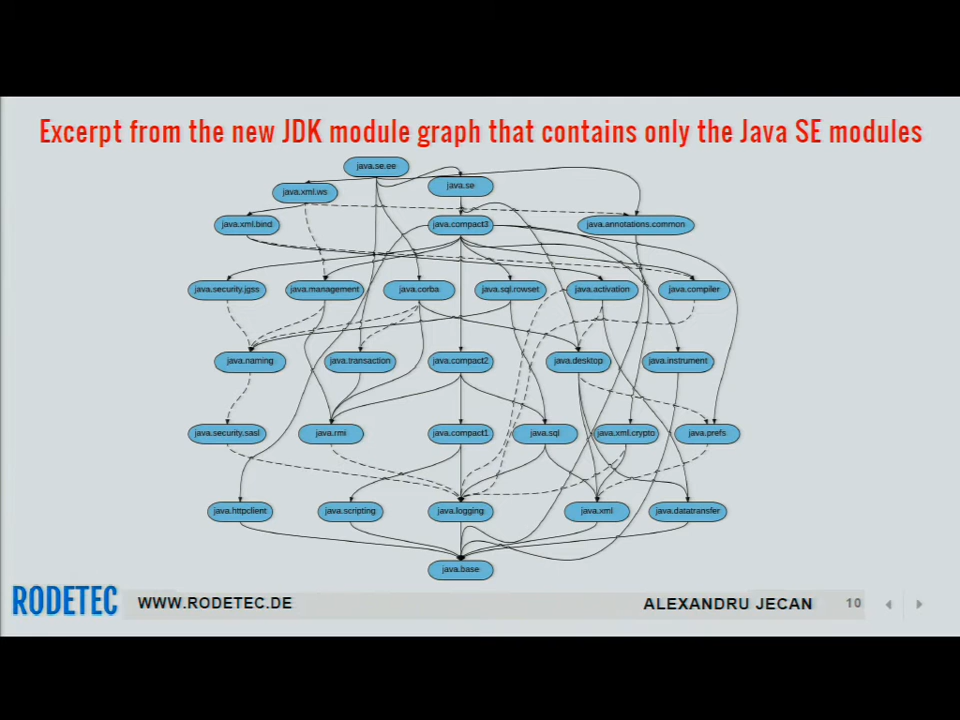 Excerpt from the new JDK module graph that contains only the Java SE modules
java.se.ee
java.se
java.xml.ws
java.xml.bind
java.compact3
java.annotations.common
java.security.jgss
java.management
java.corba
java.sql.rowset
java.activation
java.compiler
java.naming
java.transaction
java.compact2
java.desktop
java.instrument
java.security.sasl
java.rmi
java.compact1
java.sql
java.xml.crypto
java.prefs
java.httpclient
java.scripting
java.logging
java.xml
java.datatransfer
java.base
RODETEC WWW.RODETEC.DE ALEXANDRU JECAN 10